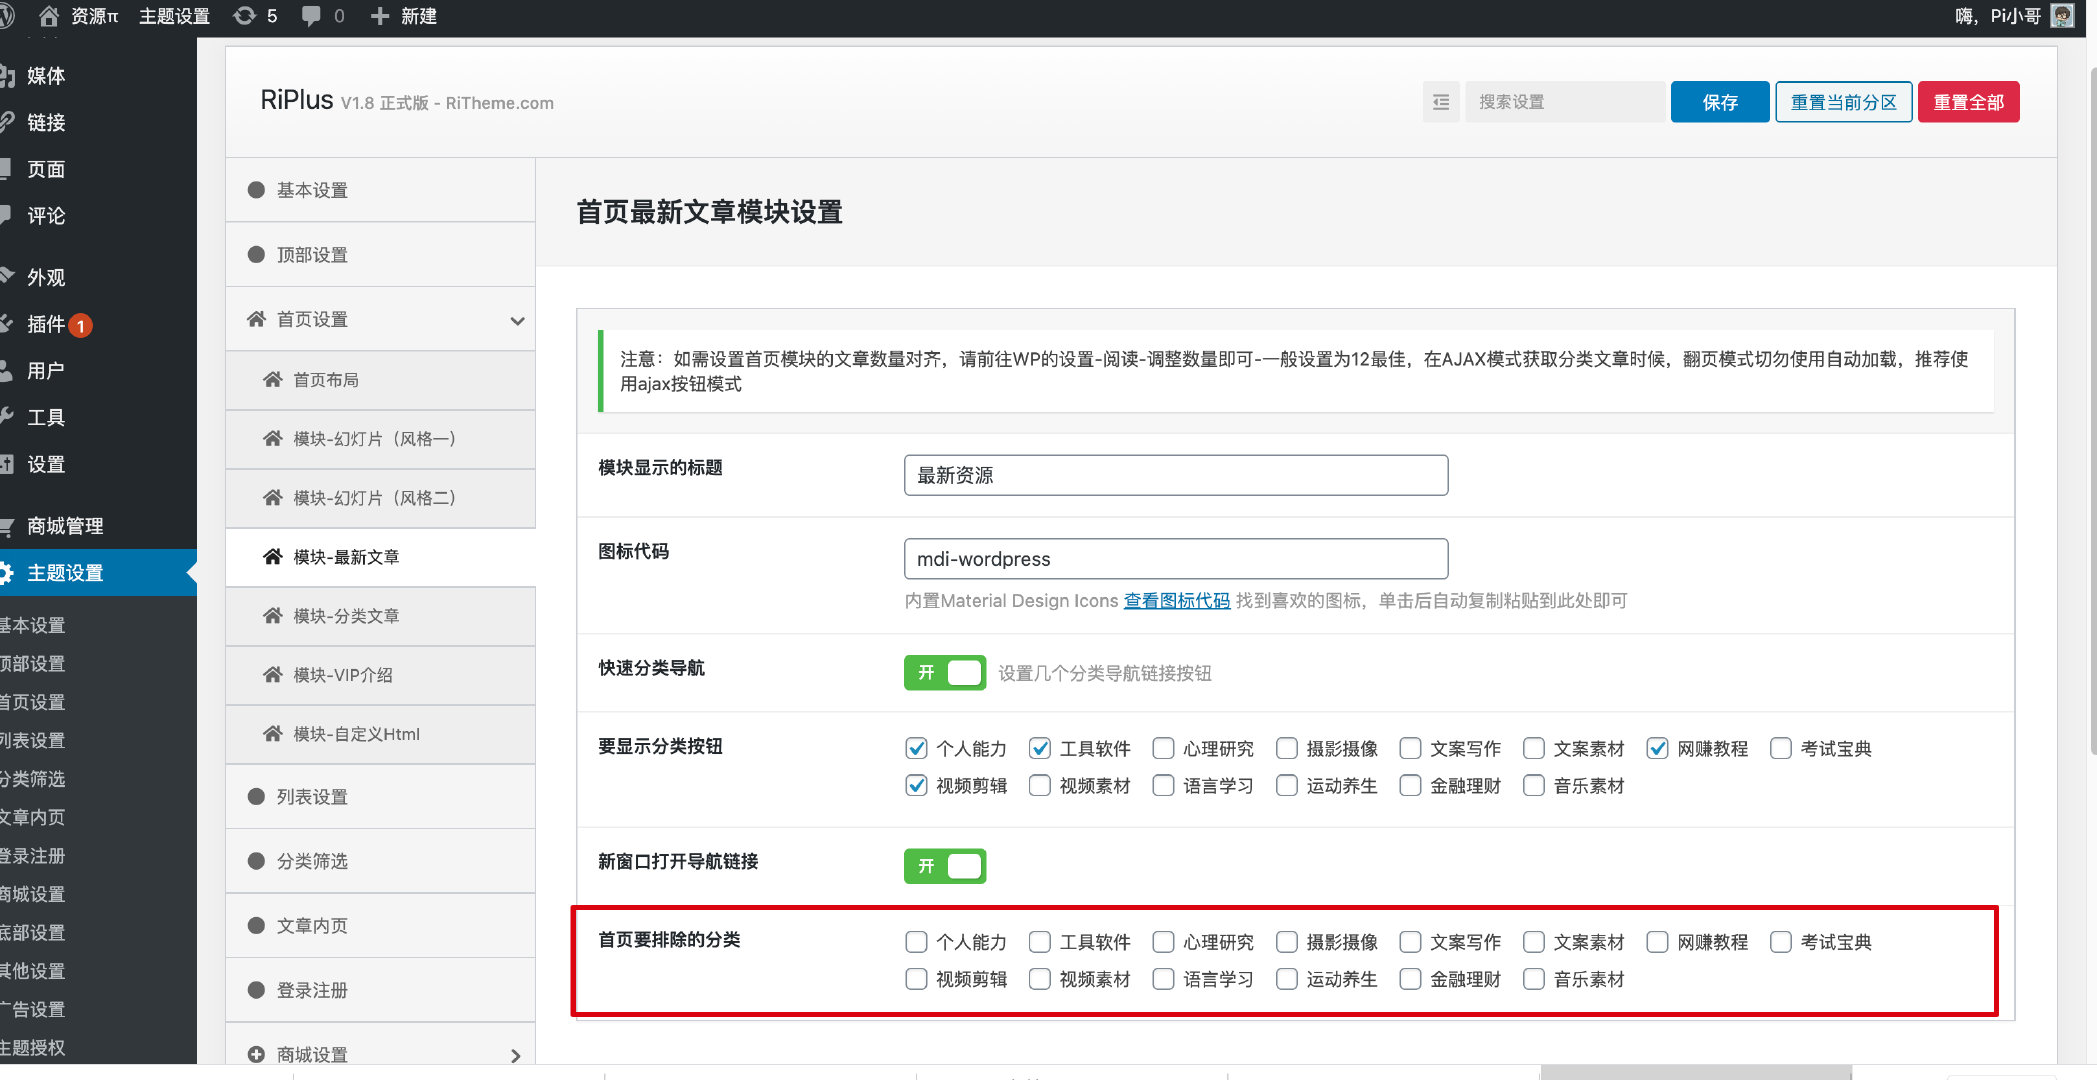 资源π 主题设置 5 0 新建
嗨，Pi小哥
媒体
链接
页面
评论
外观
插件 1
用户
工具
设置
商城管理
主题设置
基本设置
顶部设置
首页设置
列表设置
分类筛选
文章内页
登录注册
商城设置
底部设置
其他设置
广告设置
主题授权
RiPlus V1.8 正式版 - RiTheme.com
搜索设置 保存 重置当前分区 重置全部
基本设置
顶部设置
首页设置
首页布局
模块-幻灯片（风格一）
模块-幻灯片（风格二）
模块-最新文章
模块-分类文章
模块-VIP介绍
模块-自定义Html
列表设置
分类筛选
文章内页
登录注册
商城设置
首页最新文章模块设置
注意：如需设置首页模块的文章数量对齐，请前往WP的设置-阅读-调整数量即可-一般设置为12最佳，在AJAX模式获取分类文章时候，翻页模式切勿使用自动加载，推荐使
用ajax按钮模式
模块显示的标题 最新资源
图标代码 mdi-wordpress
内置Material Design Icons 查看图标代码 找到喜欢的图标，单击后自动复制粘贴到此处即可
快速分类导航 开 设置几个分类导航链接按钮
要显示分类按钮 个人能力 工具软件 心理研究 摄影摄像 文案写作 文案素材 网赚教程 考试宝典
视频剪辑 视频素材 语言学习 运动养生 金融理财 音乐素材
新窗口打开导航链接 开
首页要排除的分类 个人能力 工具软件 心理研究 摄影摄像 文案写作 文案素材 网赚教程 考试宝典
视频剪辑 视频素材 语言学习 运动养生 金融理财 音乐素材